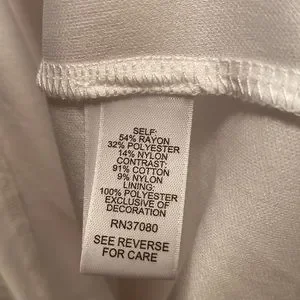 SELF:
54% RAYON
32% POLYESTER
14% NYLON
CONTRAST:
91% COTTON
9% NYLON
LINING:
100% POLYESTER
EXCLUSIVE OF
DECORATION
RN37080
SEE REVERSE
FOR CARE